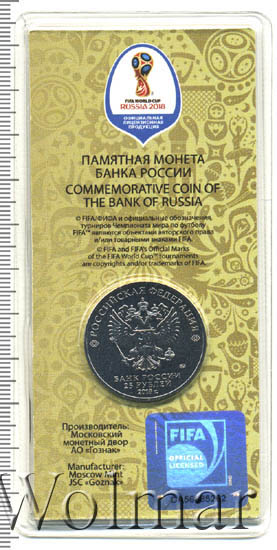 FIFA WORLD CUP
RUSSIA 2018
ОФИЦИАЛЬНАЯ
ЛИЦЕНЗИОННАЯ
ПРОДУКЦИЯ
ПАМЯТНАЯ МОНЕТА
БАНКА РОССИИ
COMMEMORATIVE COIN OF
THE BANK OF RUSSIA
© FIFA/ФИФА и официальные обозначения,
турниров Чемпионата мира по футболу
FIFA™ являются объектами авторского права
и/или товарными знаками FIFA.
© FIFA and FIFA's Official Marks
of the FIFA World Cup™ tournaments
are copyrights and/or trademarks of FIFA.
РОССИЙСКАЯ ФЕДЕРАЦИЯ
БАНК РОССИИ
25 РУБЛЕЙ
2018 г.
Производитель:
Московский
монетный двор
АО «Гознак»
Manufacturer:
Moscow Mint
JSC «Goznak»
FIFA
OFFICIAL
LICENSED
Wolmar